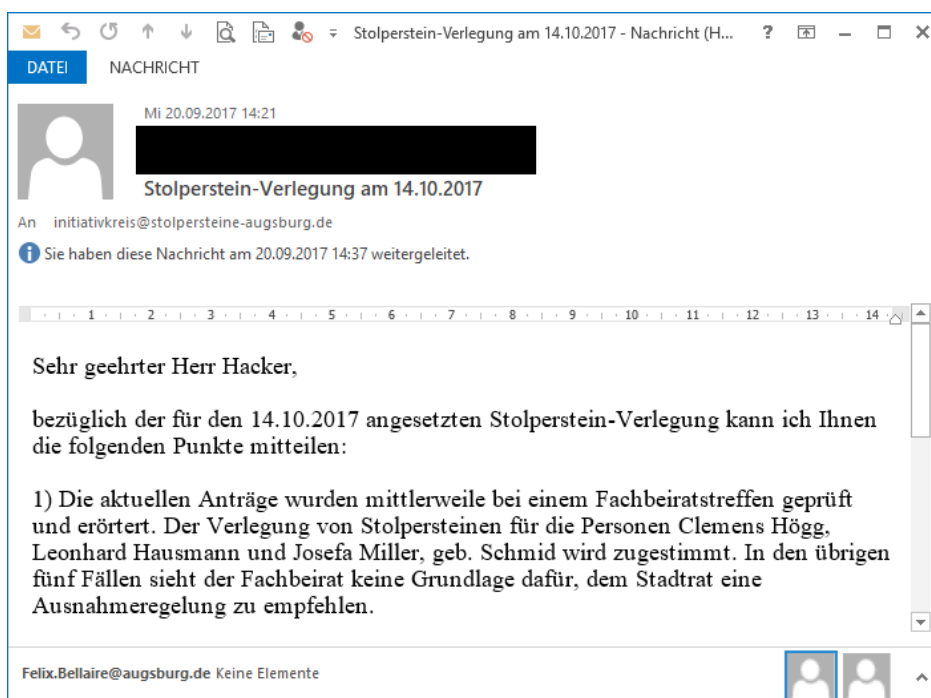 Stolperstein-Verlegung am 14.10.2017 - Nachricht (H... ?
DATEI NACHRICHT
Mi 20.09.2017 14:21
Stolperstein-Verlegung am 14.10.2017
An initiativkreis@stolpersteine-augsburg.de
Sie haben diese Nachricht am 20.09.2017 14:37 weitergeleitet.
1 2 3 4 5 6 7 8 9 10 11 12 13 14
Sehr geehrter Herr Hacker,
bezüglich der für den 14.10.2017 angesetzten Stolperstein-Verlegung kann ich Ihnen
die folgenden Punkte mitteilen:
1) Die aktuellen Anträge wurden mittlerweile bei einem Fachbeiratstreffen geprüft
und erörtert. Der Verlegung von Stolpersteinen für die Personen Clemens Högg,
Leonhard Hausmann und Josefa Miller, geb. Schmid wird zugestimmt. In den übrigen
fünf Fällen sieht der Fachbeirat keine Grundlage dafür, dem Stadtrat eine
Ausnahmeregelung zu empfehlen.
Felix.Bellaire@augsburg.de Keine Elemente